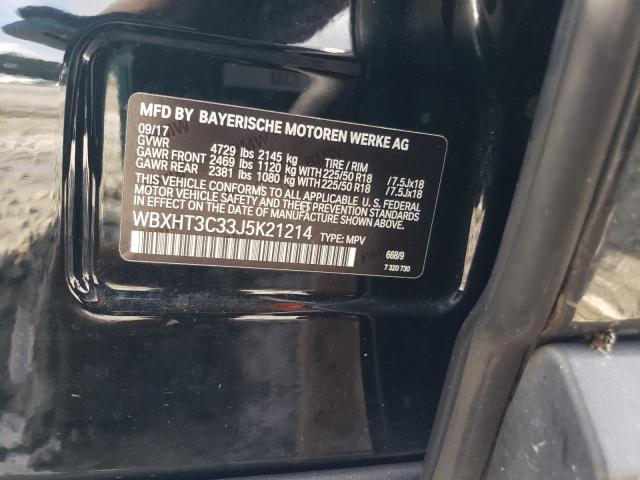 MFD BY BAYERISCHE MOTOREN WERKE AG
09/17
GVWR 4729 lbs 2145 kg TIRE / RIM
GAWR FRONT 2469 lbs 1120 kg WITH 225/50 R18 /7.5Jx18
GAWR REAR 2381 lbs 1080 kg WITH 225/50 R18 /7.5Jx18
THIS VEHICLE CONFORMS TO ALL APPLICABLE U.S. FEDERAL
MOTOR VEHICLE SAFETY, BUMPER, AND THEFT PREVENTION
STANDARDS IN EFFECT ON THE DATE OF MANUFACTURE SHOWN ABOVE.
WBXHT3C33J5K21214 TYPE: MPV
668/9
7 320 730